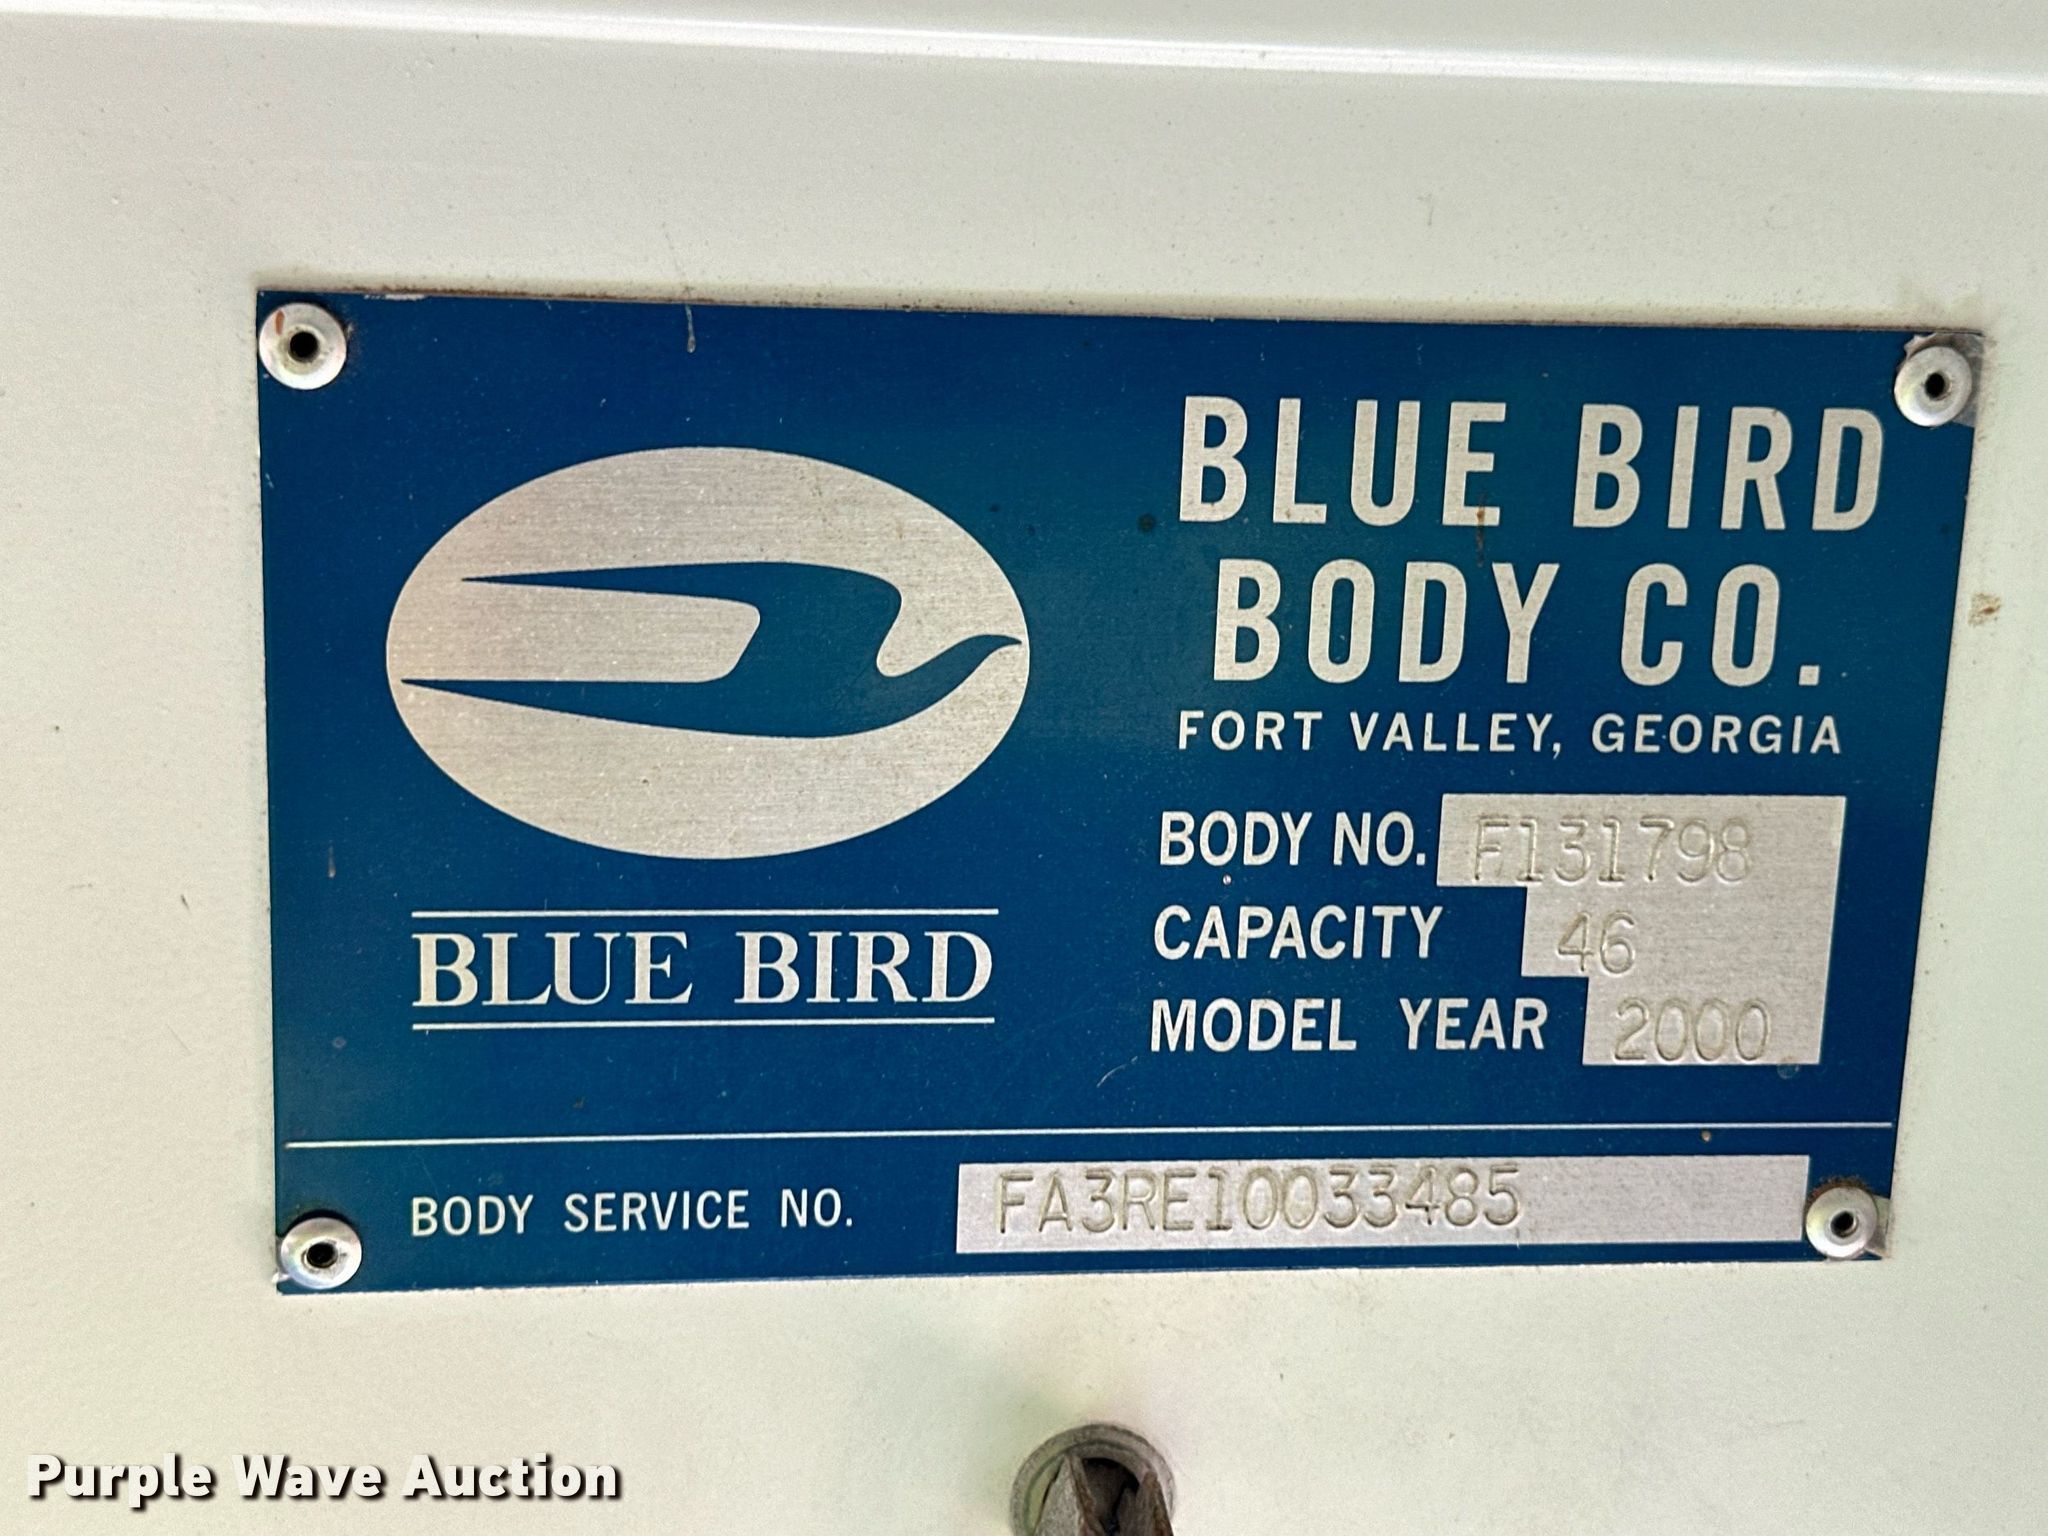 BLUE BIRD
BODY CO.
FORT VALLEY, GEORGIA
BODY NO. F131798
CAPACITY 46
MODEL YEAR 2000
BLUE BIRD
BODY SERVICE NO. FA3RE10033485
Purple Wave Auction